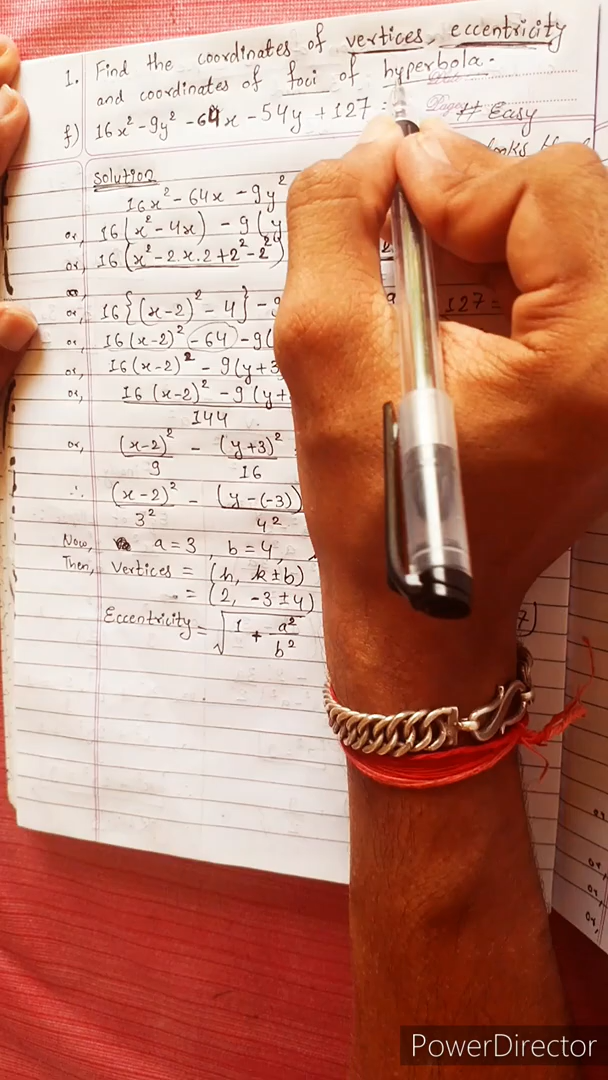 1. Find the coordinates of vertices, eccentricity
and coordinates of foci of hyperbola.
f) 16x² - 9y² - 64x - 54y + 127 =
# Easy
solution
16x² - 64x - 9y²
or, 16(x² - 4x) - 9(y
or, 16(x² - 2.x.2 + 2² - 2²)
or, 16{(x-2)² - 4} - 9 127 =
or, 16(x-2)² - 64 - 9(
or, 16(x-2)² - 9(y+3
or, 16(x-2)² - 9(y+
144
or, (x-2)²/9 - (y+3)²/16
∴ (x-2)²/3² - (y-(-3))/4²
Now, a = 3, b = 4,
Then, vertices = (h, k ± b)
= (2, -3 ± 4)
Eccentricity = √1 + a²/b²
PowerDirector